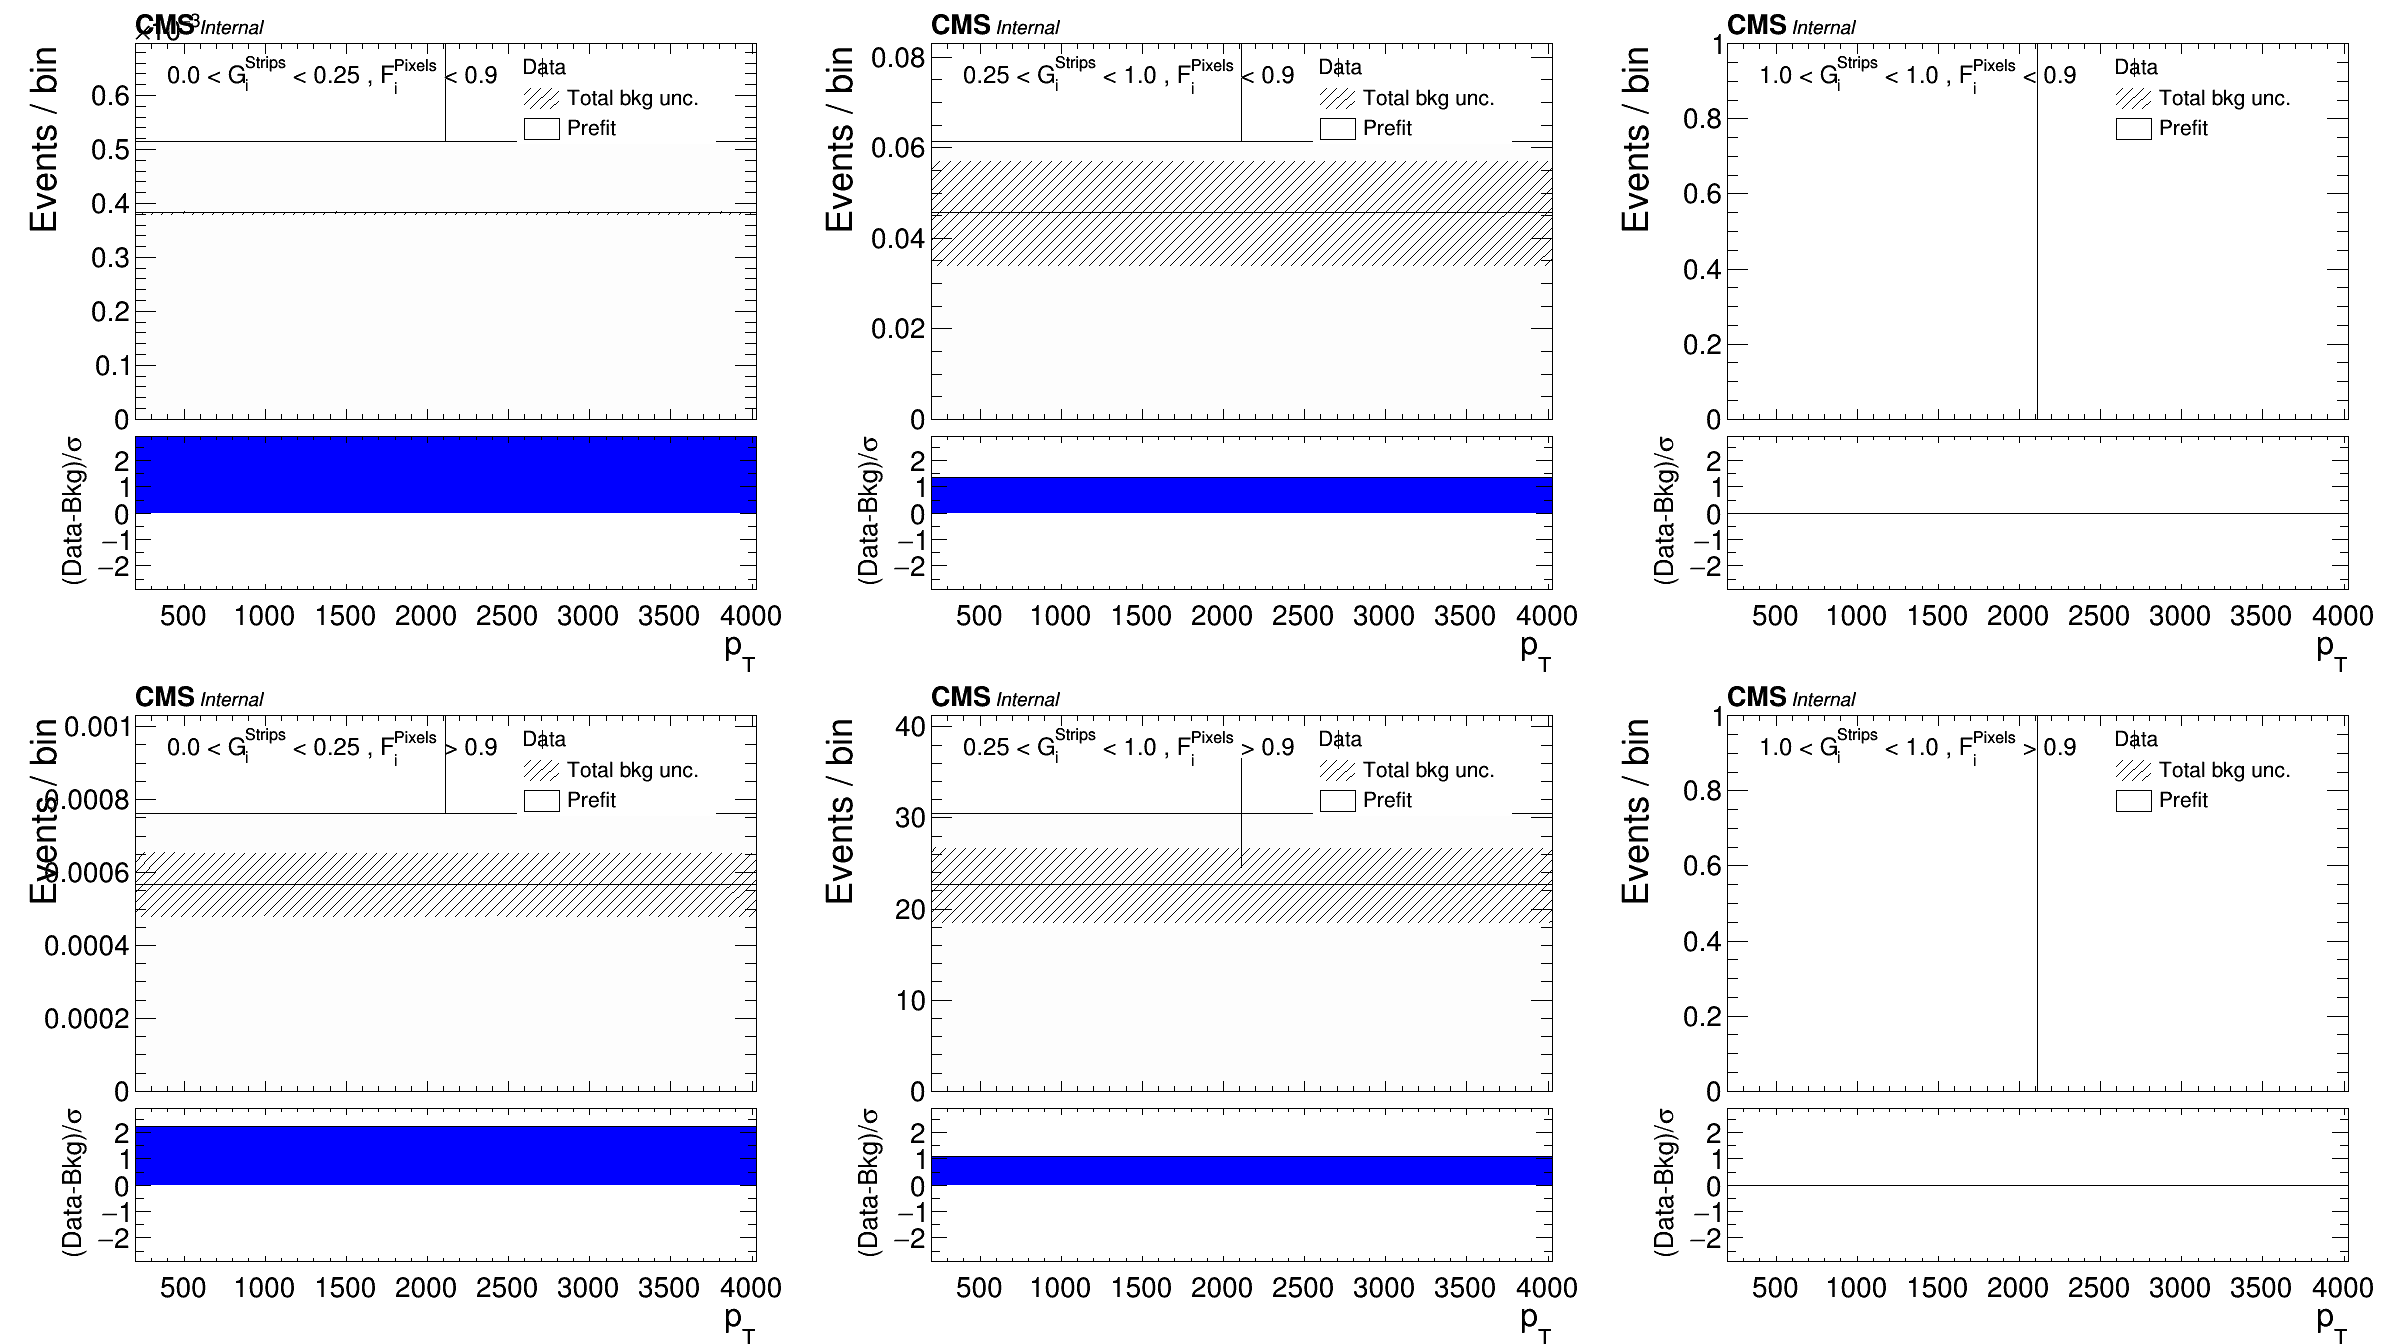 CMS Internal
×10⁻³
Events / bin
0.0 < G_i^Strips < 0.25 , F_i^Pixels < 0.9
Data
Total bkg unc.
Prefit
0.6
0.5
0.4
0.3
0.2
0.1
0
(Data-Bkg)/σ
2
1
0
−1
−2
500 1000 1500 2000 2500 3000 3500 4000
p_T
CMS Internal
Events / bin
0.25 < G_i^Strips < 1.0 , F_i^Pixels < 0.9
Data
Total bkg unc.
Prefit
0.08
0.06
0.04
0.02
0
(Data-Bkg)/σ
2
1
0
−1
−2
500 1000 1500 2000 2500 3000 3500 4000
p_T
CMS Internal
Events / bin
1.0 < G_i^Strips < 1.0 , F_i^Pixels < 0.9
Data
Total bkg unc.
Prefit
1
0.8
0.6
0.4
0.2
0
(Data-Bkg)/σ
2
1
0
−1
−2
500 1000 1500 2000 2500 3000 3500 4000
p_T
CMS Internal
Events / bin
0.0 < G_i^Strips < 0.25 , F_i^Pixels > 0.9
Data
Total bkg unc.
Prefit
0.001
0.0008
0.0006
0.0004
0.0002
0
(Data-Bkg)/σ
2
1
0
−1
−2
500 1000 1500 2000 2500 3000 3500 4000
p_T
CMS Internal
Events / bin
0.25 < G_i^Strips < 1.0 , F_i^Pixels > 0.9
Data
Total bkg unc.
Prefit
40
30
20
10
0
(Data-Bkg)/σ
2
1
0
−1
−2
500 1000 1500 2000 2500 3000 3500 4000
p_T
CMS Internal
Events / bin
1.0 < G_i^Strips < 1.0 , F_i^Pixels > 0.9
Data
Total bkg unc.
Prefit
1
0.8
0.6
0.4
0.2
0
(Data-Bkg)/σ
2
1
0
−1
−2
500 1000 1500 2000 2500 3000 3500 4000
p_T